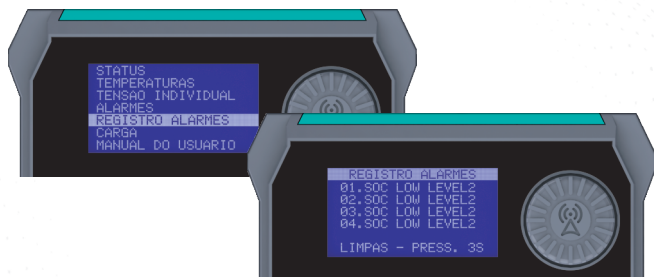 STATUS
TEMPERATURAS
TENSAO INDIVIDUAL
ALARMES
REGISTRO ALARMES
CARGA
MANUAL DO USUARIO
REGISTRO ALARMES
01.SOC LOW LEVEL2
02.SOC LOW LEVEL2
03.SOC LOW LEVEL2
04.SOC LOW LEVEL2
LIMPAS - PRESS. 3S